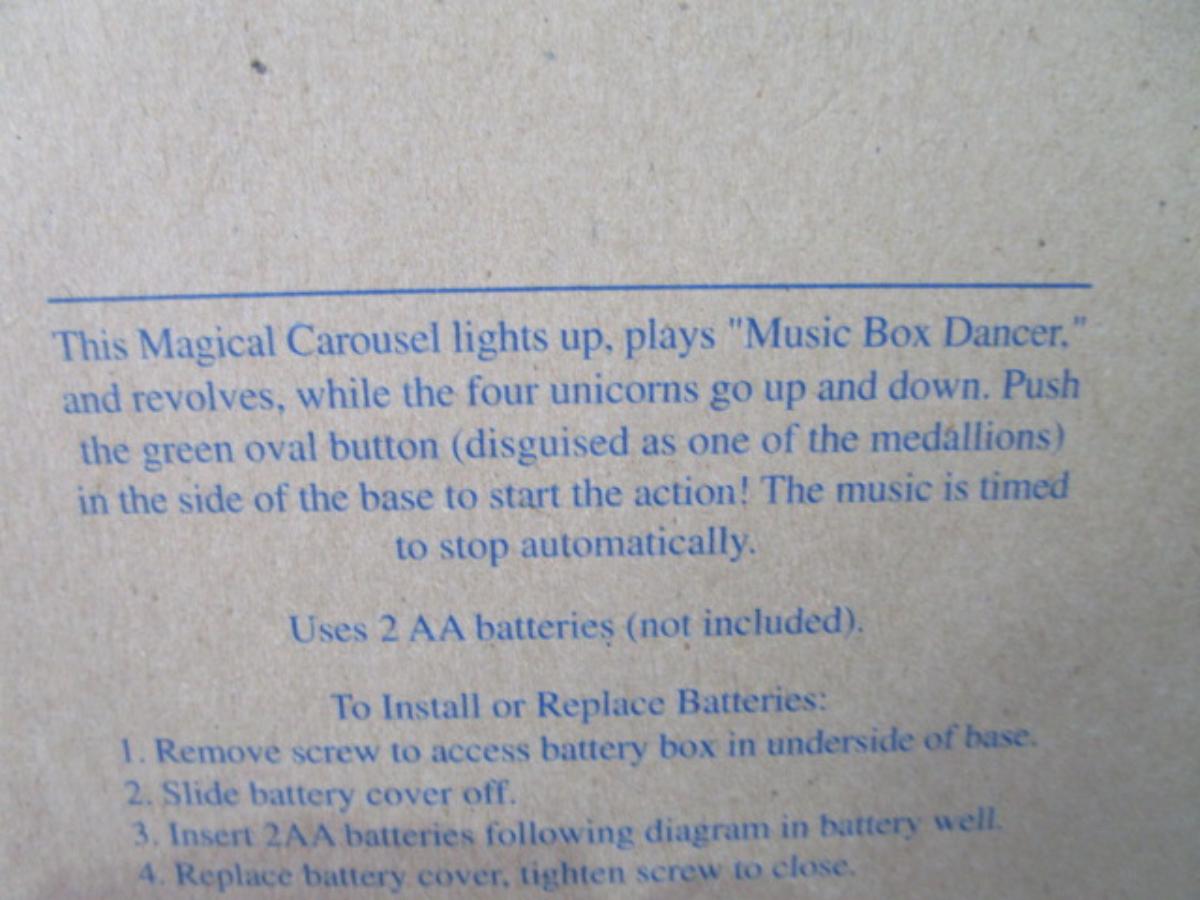 This Magical Carousel lights up, plays "Music Box Dancer,"
and revolves, while the four unicorns go up and down. Push
the green oval button (disguised as one of the medallions)
in the side of the base to start the action! The music is timed
to stop automatically.
Uses 2 AA batteries (not included).
To Install or Replace Batteries:
1. Remove screw to access battery box in underside of base.
2. Slide battery cover off.
3. Insert 2AA batteries following diagram in battery well.
4. Replace battery cover, tighten screw to close.